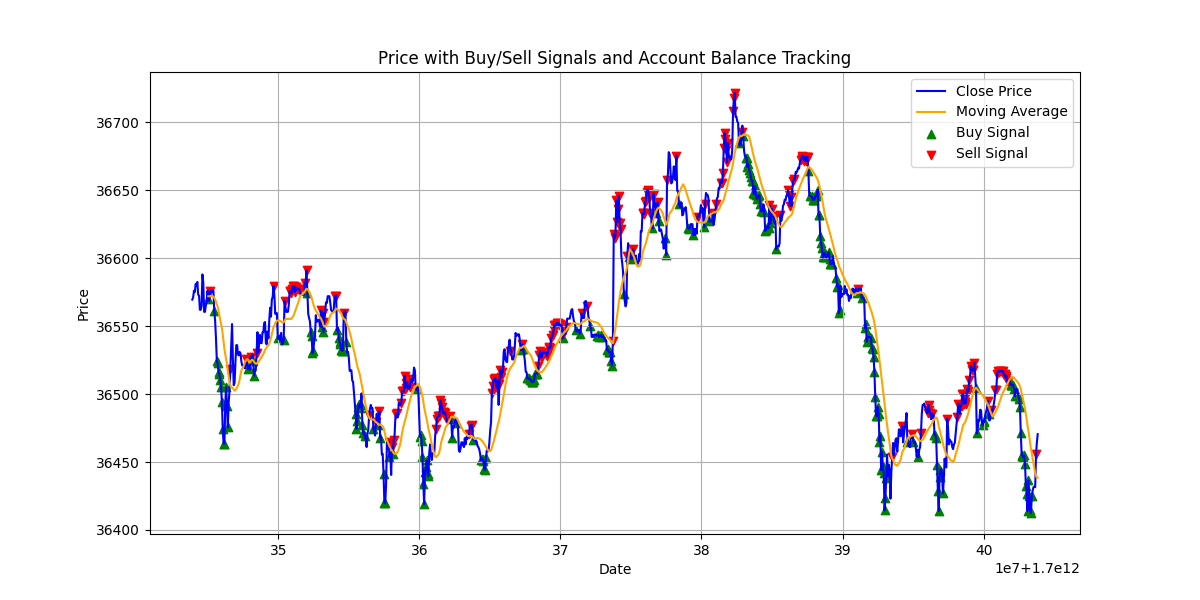 Price with Buy/Sell Signals and Account Balance Tracking
Close Price
Moving Average
Buy Signal
Sell Signal
Price
36700
36650
36600
36550
36500
36450
36400
35 36 37 38 39 40
Date
1e7+1.7e12